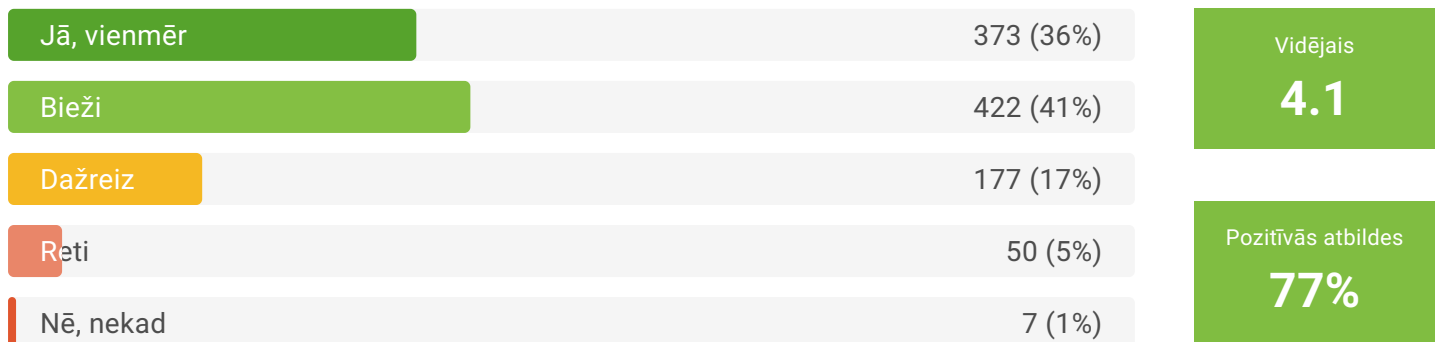 Jā, vienmēr 373 (36%)
Bieži 422 (41%)
Dažreiz 177 (17%)
Reti 50 (5%)
Nē, nekad 7 (1%)
Vidējais
4.1
Pozitīvās atbildes
77%